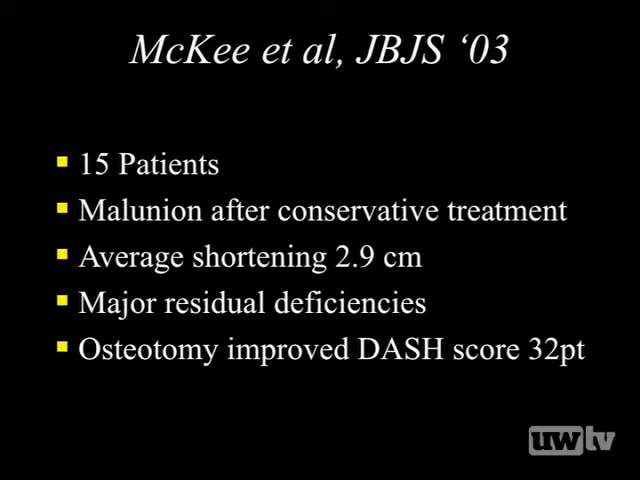 McKee et al, JBJS ‘03
15 Patients
Malunion after conservative treatment
Average shortening 2.9 cm
Major residual deficiencies
Osteotomy improved DASH score 32pt
uwtv